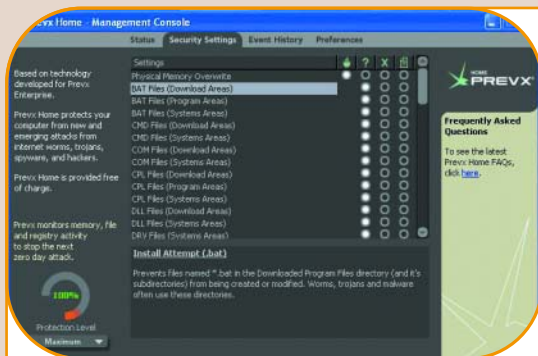 Prevx Home - Management Console
Status Security Settings Event History Preferences
Based on technology
developed for Prevx
Enterprise.
Prevx Home protects your
computer from new and
emerging attacks from
internet worms, trojans,
spyware, and hackers.
Prevx Home is provided free
of charge.
Prevx monitors memory, file
and registry activity
to stop the next
zero day attack.
100%
Protection Level
Maximum
Settings ? X
Physical Memory Overwrite
BAT Files (Download Areas)
BAT Files (Program Areas)
BAT Files (Systems Areas)
CMD Files (Download Areas)
CMD Files (Systems Areas)
COM Files (Download Areas)
COM Files (Systems Areas)
CPL Files (Download Areas)
CPL Files (Program Areas)
CPL Files (Systems Areas)
DLL Files (Download Areas)
DLL Files (Systems Areas)
DRV Files (Systems Areas)
Install Attempt (.bat)
Prevents files named *.bat in the Downloaded Program Files directory (and it's
subdirectories) from being created or modified. Worms, trojans and malware
often use these directories.
HOME
PREVX
Frequently Asked
Questions
To see the latest
Prevx Home FAQs,
click here.